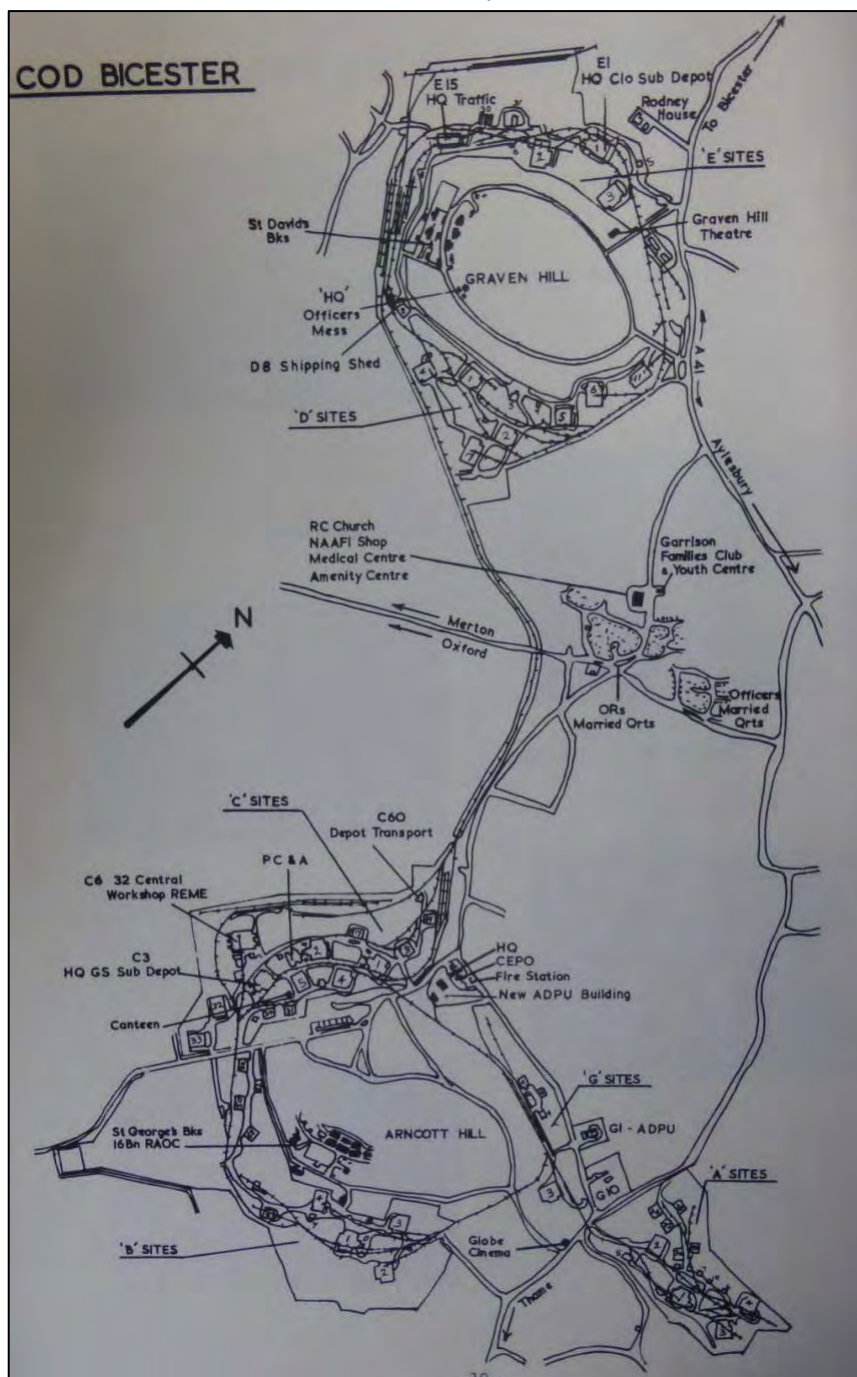 COD BICESTER
E15
HQ Traffic
E1
HQ Clo Sub Depot
Rodney
House
To Bicester
'E' SITES
St David's
Bks
Graven Hill
Theatre
GRAVEN HILL
'HQ'
Officers
Mess
D8 Shipping Shed
A 41
'D' SITES
Aylesbury
RC Church
NAAFI Shop
Medical Centre
Amenity Centre
Garrison
Families Club
& Youth Centre
N
Merton
Oxford
ORs
Married Qrts
Officers
Married
Qrts
'C' SITES
C60
Depot Transport
PC & A
C6 32 Central
Workshop REME
C3
HQ GS Sub Depot
HQ
CEPO
Fire Station
New ADPU Building
Canteen
'G' SITES
St George's Bks
16Bn RAOC
ARNCOTT HILL
G1 - ADPU
G10
'A' SITES
'B' SITES
Globe
Cinema
Thame